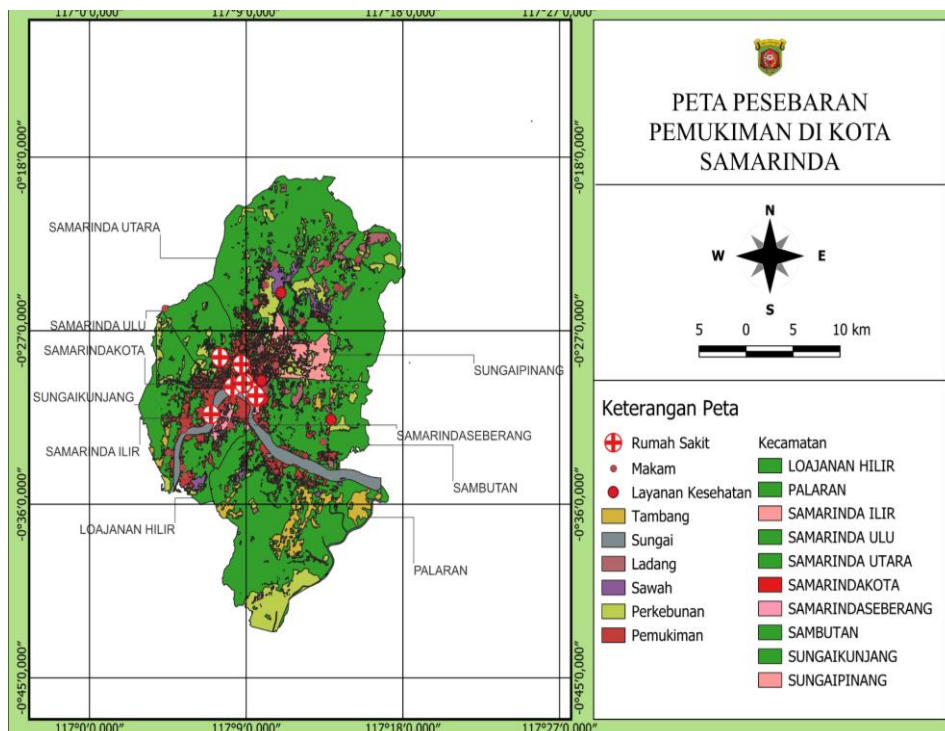 117°0'0,000"
117°9'0,000"
117°18'0,000"
117°27'0,000"
-0°18'0,000"
-0°27'0,000"
-0°36'0,000"
-0°45'0,000"
SAMARINDA UTARA
SAMARINDA ULU
SAMARINDAKOTA
SUNGAIKUNJANG
SAMARINDA ILIR
LOAJANAN HILIR
SUNGAIPINANG
SAMARINDASEBERANG
SAMBUTAN
PALARAN
-0°18'0,000"
-0°27'0,000"
-0°36'0,000"
-0°45'0,000"
117°0'0,000"
117°9'0,000"
117°18'0,000"
117°27'0,000"
PETA PESEBARAN
PEMUKIMAN DI KOTA
SAMARINDA
N
W E
S
5 0 5 10 km
Keterangan Peta
Rumah Sakit
Makam
Layanan Kesehatan
Tambang
Sungai
Ladang
Sawah
Perkebunan
Pemukiman
Kecamatan
LOAJANAN HILIR
PALARAN
SAMARINDA ILIR
SAMARINDA ULU
SAMARINDA UTARA
SAMARINDAKOTA
SAMARINDASEBERANG
SAMBUTAN
SUNGAIKUNJANG
SUNGAIPINANG